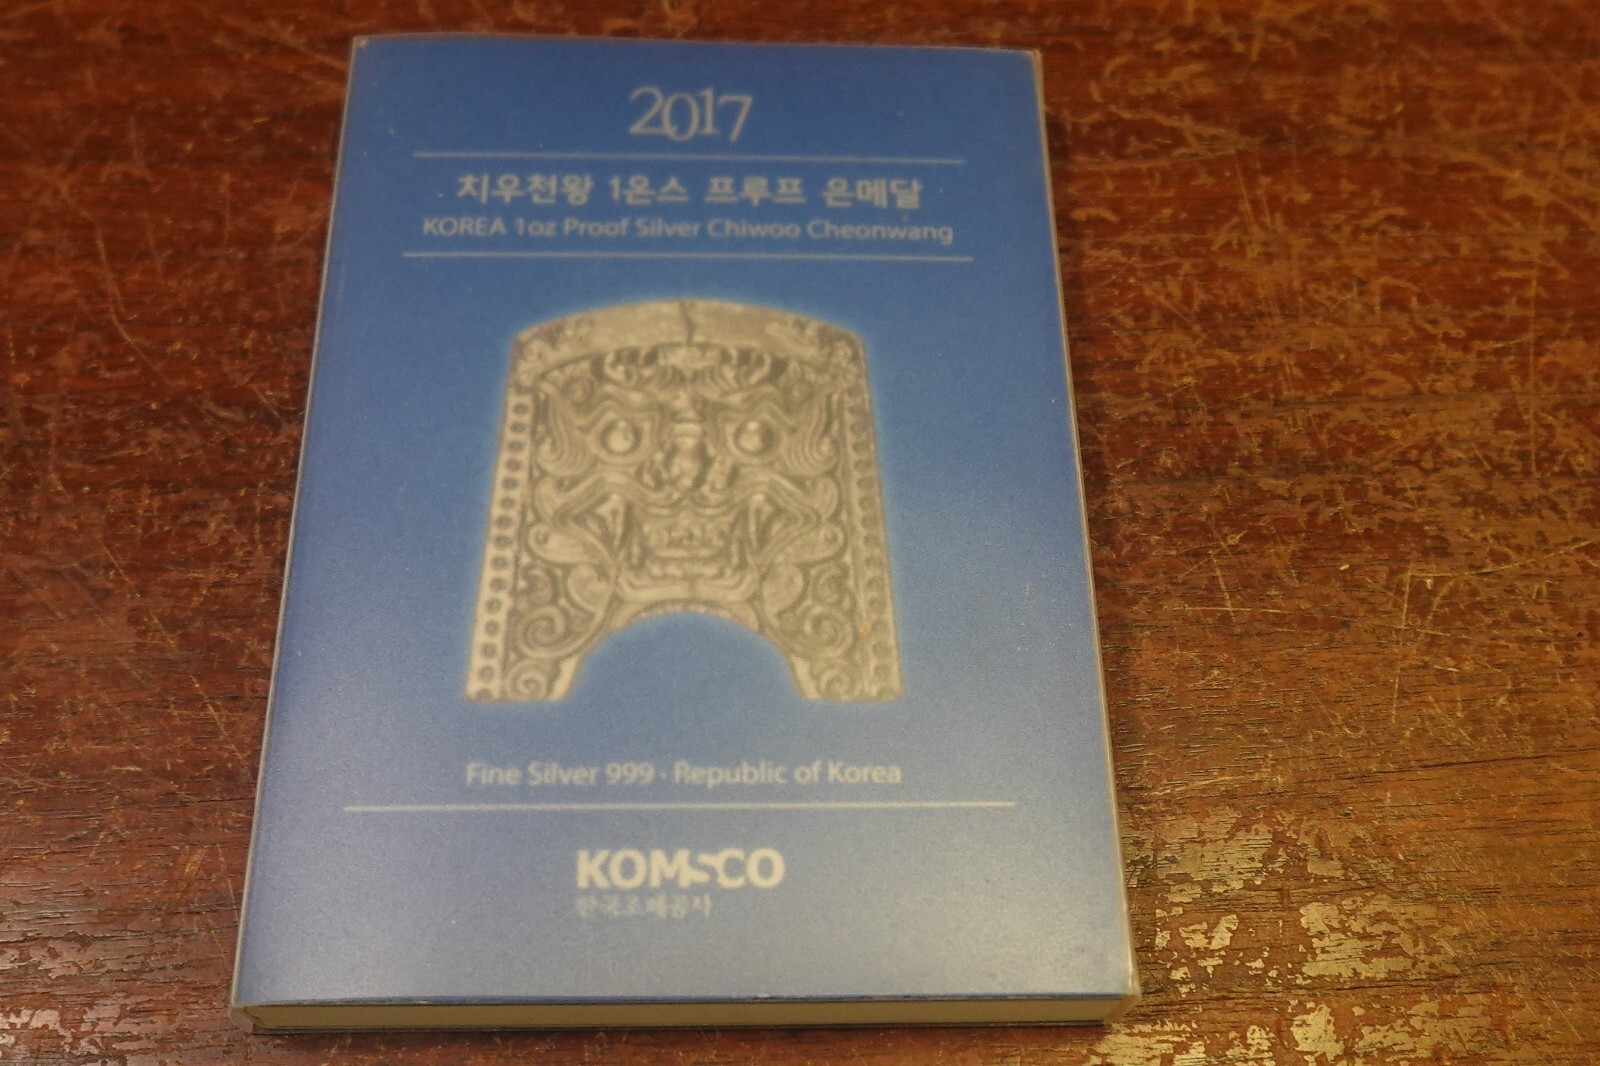 2017
치우천왕 1온스 프루프 은메달
KOREA 1oz Proof Silver Chiwoo Cheonwang
Fine Silver 999 · Republic of Korea
KOMSCO
한국조폐공사